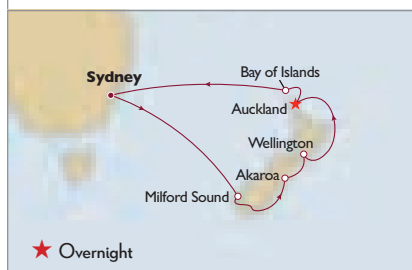 Sydney
Bay of Islands
Auckland
Wellington
Akaroa
Milford Sound
Overnight